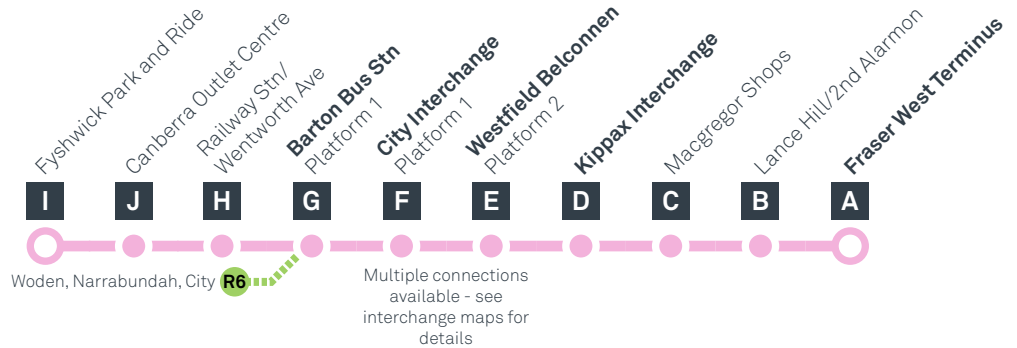 Fyshwick Park and Ride
Canberra Outlet Centre
Railway Stn/
Wentworth Ave
Barton Bus Stn
Platform 1
City Interchange
Platform 1
Westfield Belconnen
Platform 2
Kippax Interchange
Macgregor Shops
Lance Hill/2nd Alarmon
Fraser West Terminus
I J H G F E D C B A
Woden, Narrabundah, City R6
Multiple connections
available - see
interchange maps for
details